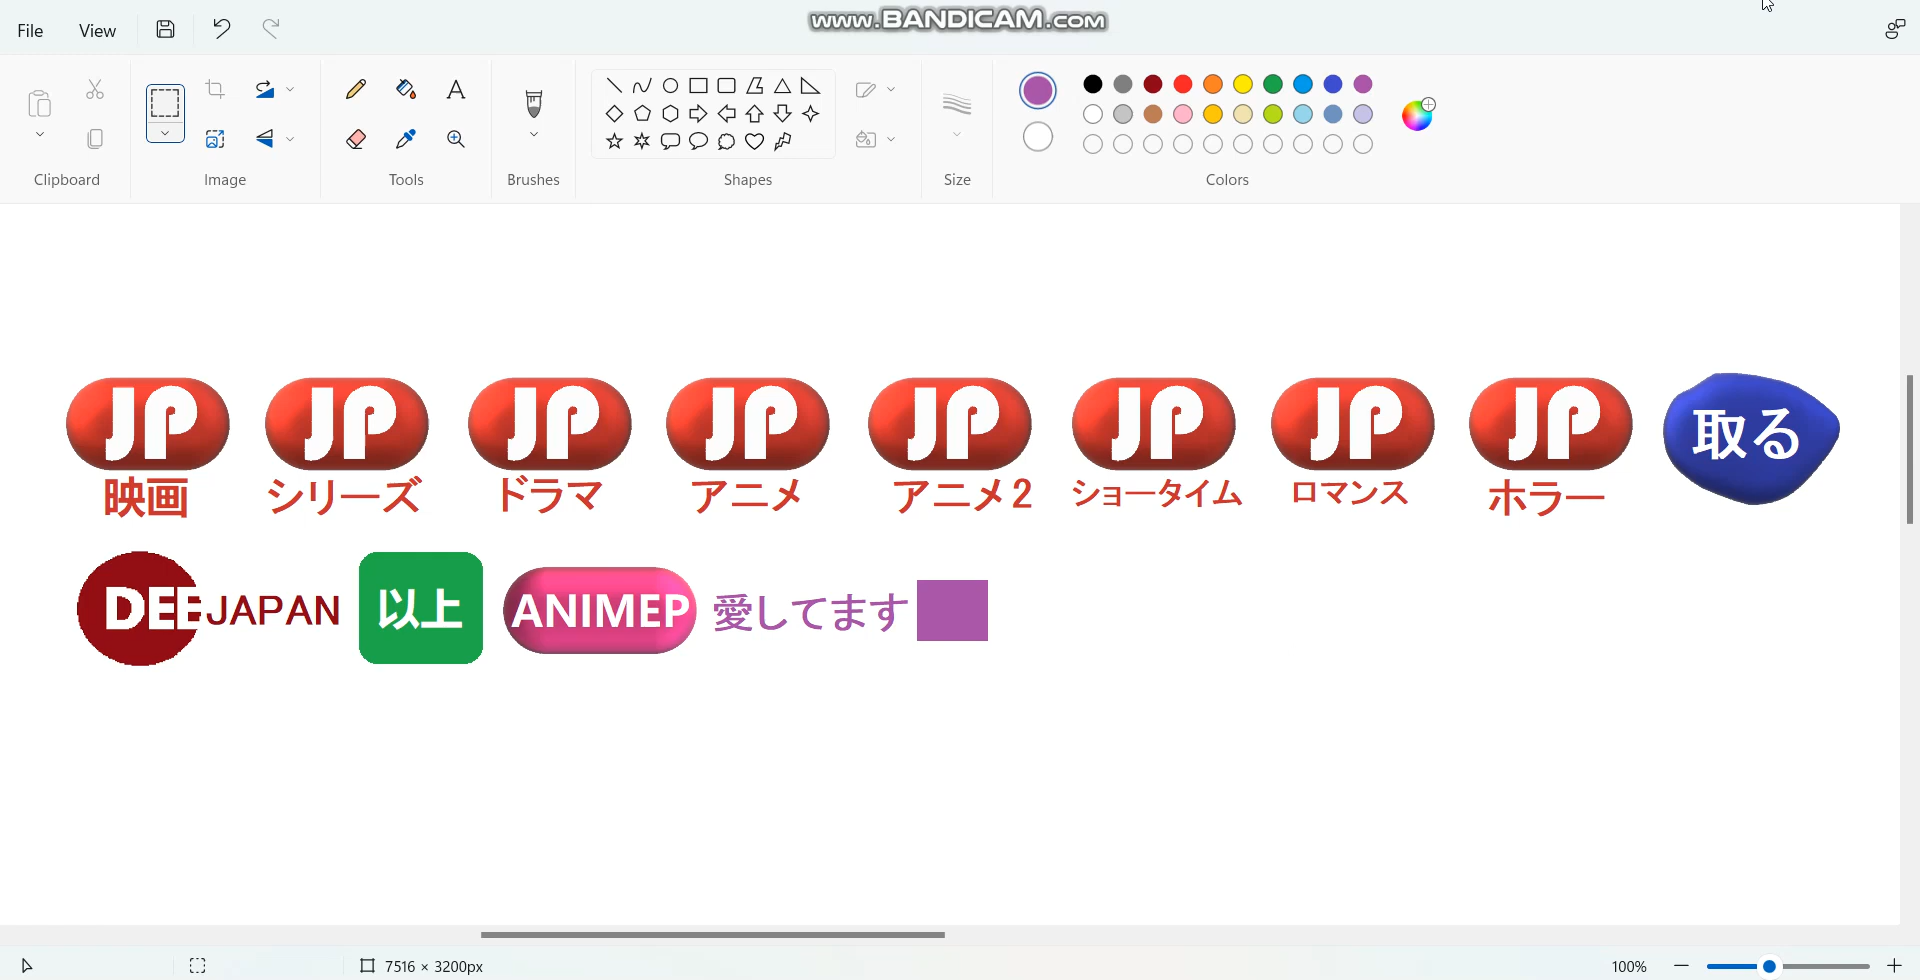 File View
www.BANDICAM.com
Clipboard Image Tools Brushes Shapes Size Colors
JP JP JP JP JP JP JP JP 取る
映画 シリーズ ドラマ アニメ アニメ2 ショータイム ロマンス ホラー
DEEJAPAN 以上 ANIMEP 愛してます
7516 × 3200px 100%